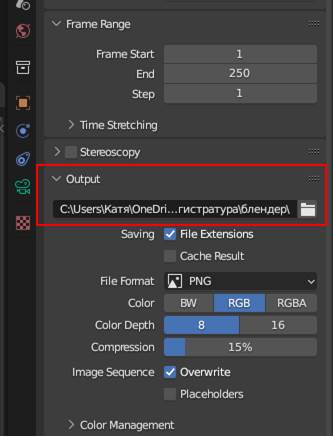 Frame Range
Frame Start 1
End 250
Step 1
Time Stretching
Stereoscopy
Output
C:\Users\Катя\OneDri...гистратура\блендер\
Saving File Extensions
Cache Result
File Format PNG
Color BW RGB RGBA
Color Depth 8 16
Compression 15%
Image Sequence Overwrite
Placeholders
Color Management